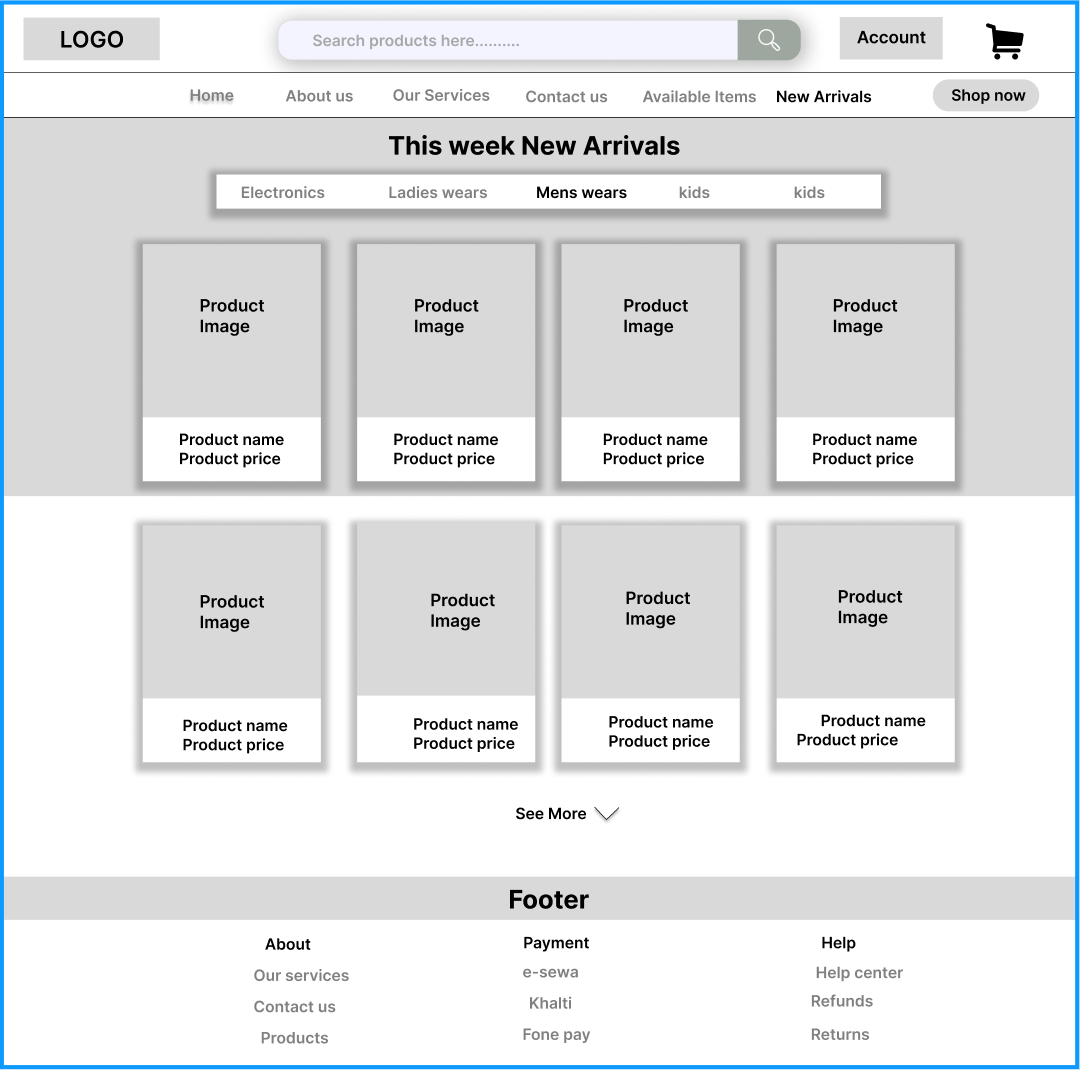 LOGO
Search products here..........
Account
Home
About us
Our Services
Contact us
Available Items
New Arrivals
Shop now
This week New Arrivals
Electronics
Ladies wears
Mens wears
kids
kids
Product
Image
Product
Image
Product
Image
Product
Image
Product name
Product price
Product name
Product price
Product name
Product price
Product name
Product price
Product
Image
Product
Image
Product
Image
Product
Image
Product name
Product price
Product name
Product price
Product name
Product price
Product name
Product price
See More
Footer
About
Our services
Contact us
Products
Payment
e-sewa
Khalti
Fone pay
Help
Help center
Refunds
Returns